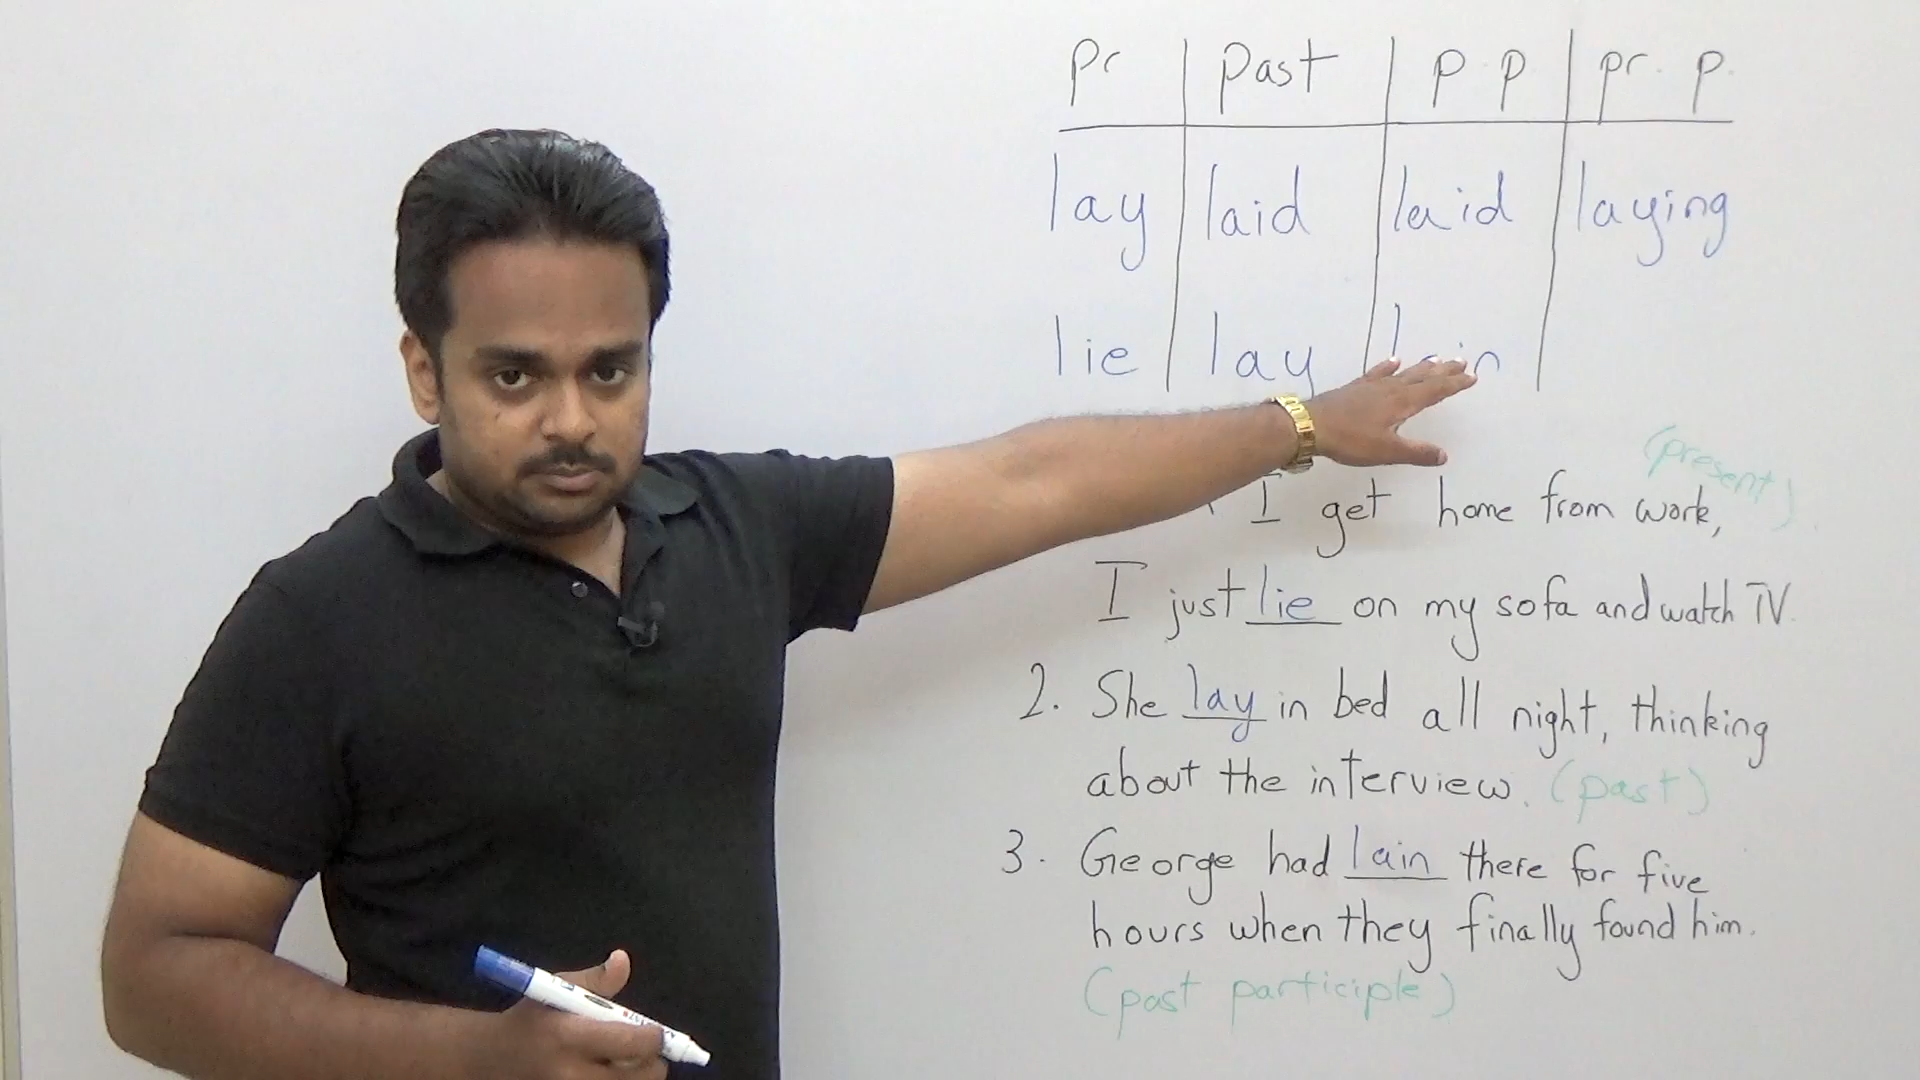 pr past p.p pr.p.
lay laid laid laying
lie lay lain
(present)
I get home from work,
I just lie on my sofa and watch TV.
2. She lay in bed all night, thinking
about the interview. (past)
3. George had lain there for five
hours when they finally found him.
(past participle)